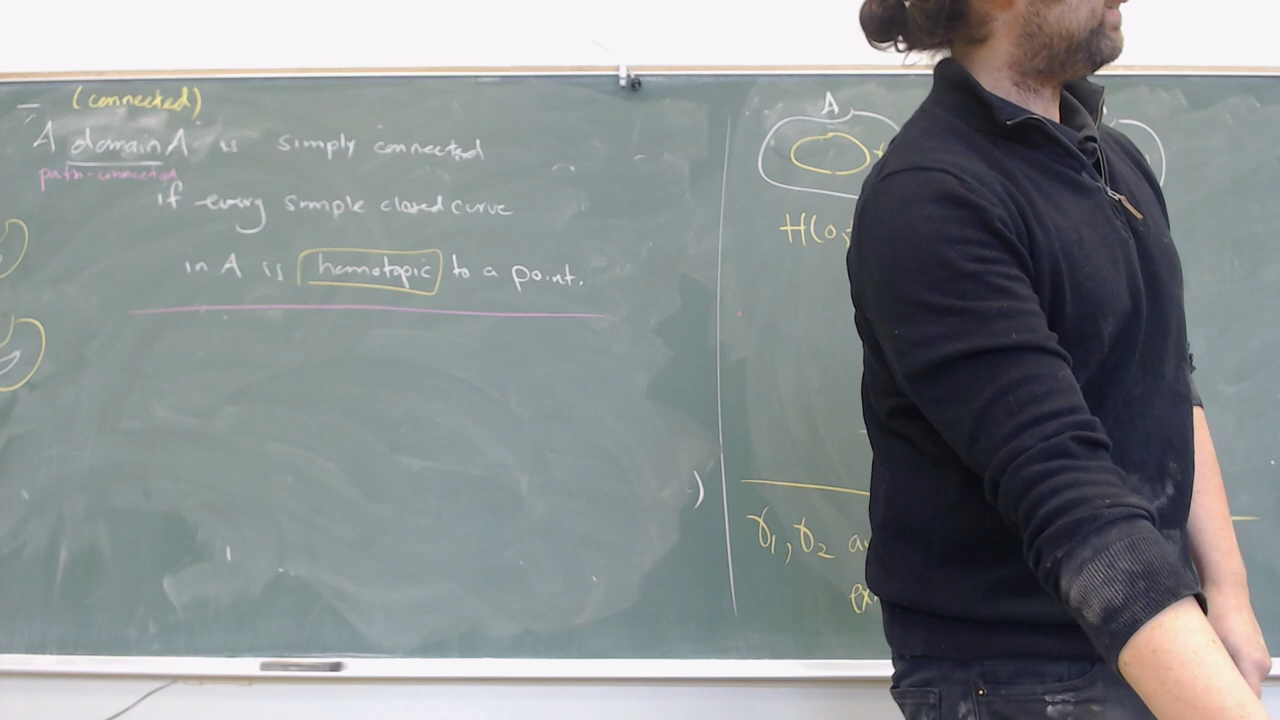 (connected)
A domain A is simply connected
path-connected
if every simple closed curve
in A is homotopic to a point.
A
H(0,
γ₁, γ₂
)